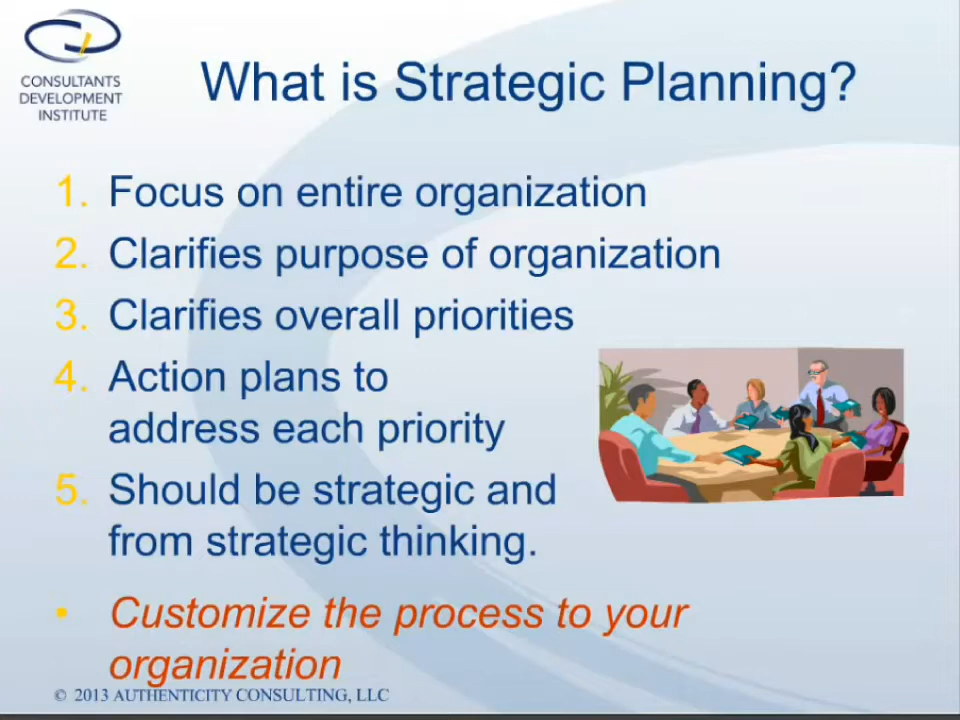 CONSULTANTS
DEVELOPMENT
INSTITUTE
What is Strategic Planning?
1. Focus on entire organization
2. Clarifies purpose of organization
3. Clarifies overall priorities
4. Action plans to
address each priority
5. Should be strategic and
from strategic thinking.
• Customize the process to your
organization
© 2013 AUTHENTICITY CONSULTING, LLC